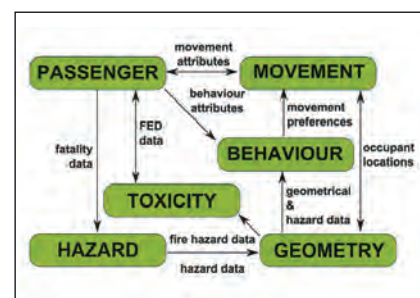 movement
attributes
PASSENGER
MOVEMENT
behaviour
attributes
movement
preferences
FED
data
fatality
data
BEHAVIOUR
occupant
locations
TOXICITY
geometrical
&
hazard data
fire hazard data
HAZARD
GEOMETRY
hazard data